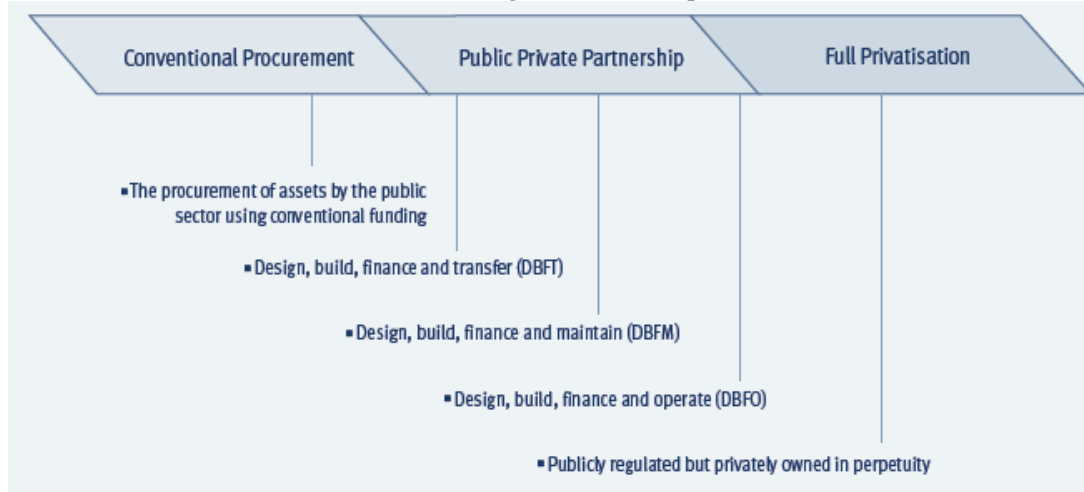 Conventional Procurement
Public Private Partnership
Full Privatisation
▪The procurement of assets by the public
sector using conventional funding
▪Design, build, finance and transfer (DBFT)
▪Design, build, finance and maintain (DBFM)
▪Design, build, finance and operate (DBFO)
▪Publicly regulated but privately owned in perpetuity